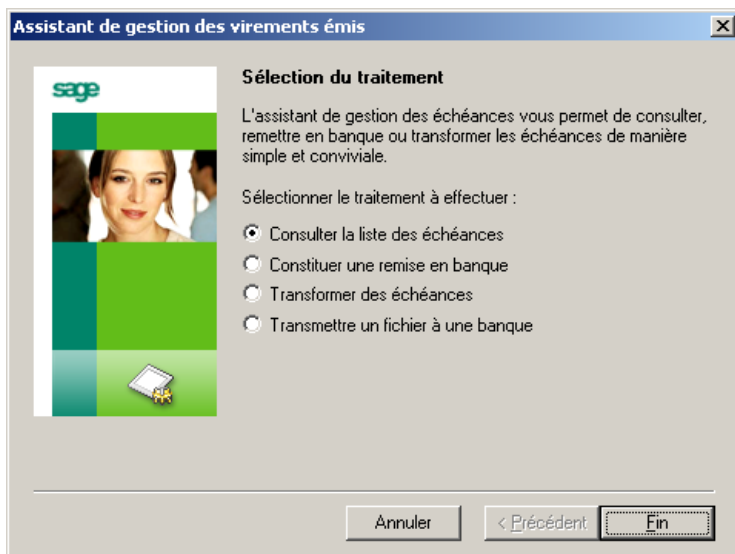 Assistant de gestion des virements émis
sage
Sélection du traitement
L'assistant de gestion des échéances vous permet de consulter,
remettre en banque ou transformer les échéances de manière
simple et conviviale.
Sélectionner le traitement à effectuer :
Consulter la liste des échéances
Constituer une remise en banque
Transformer des échéances
Transmettre un fichier à une banque
Annuler
< Précédent
Fin